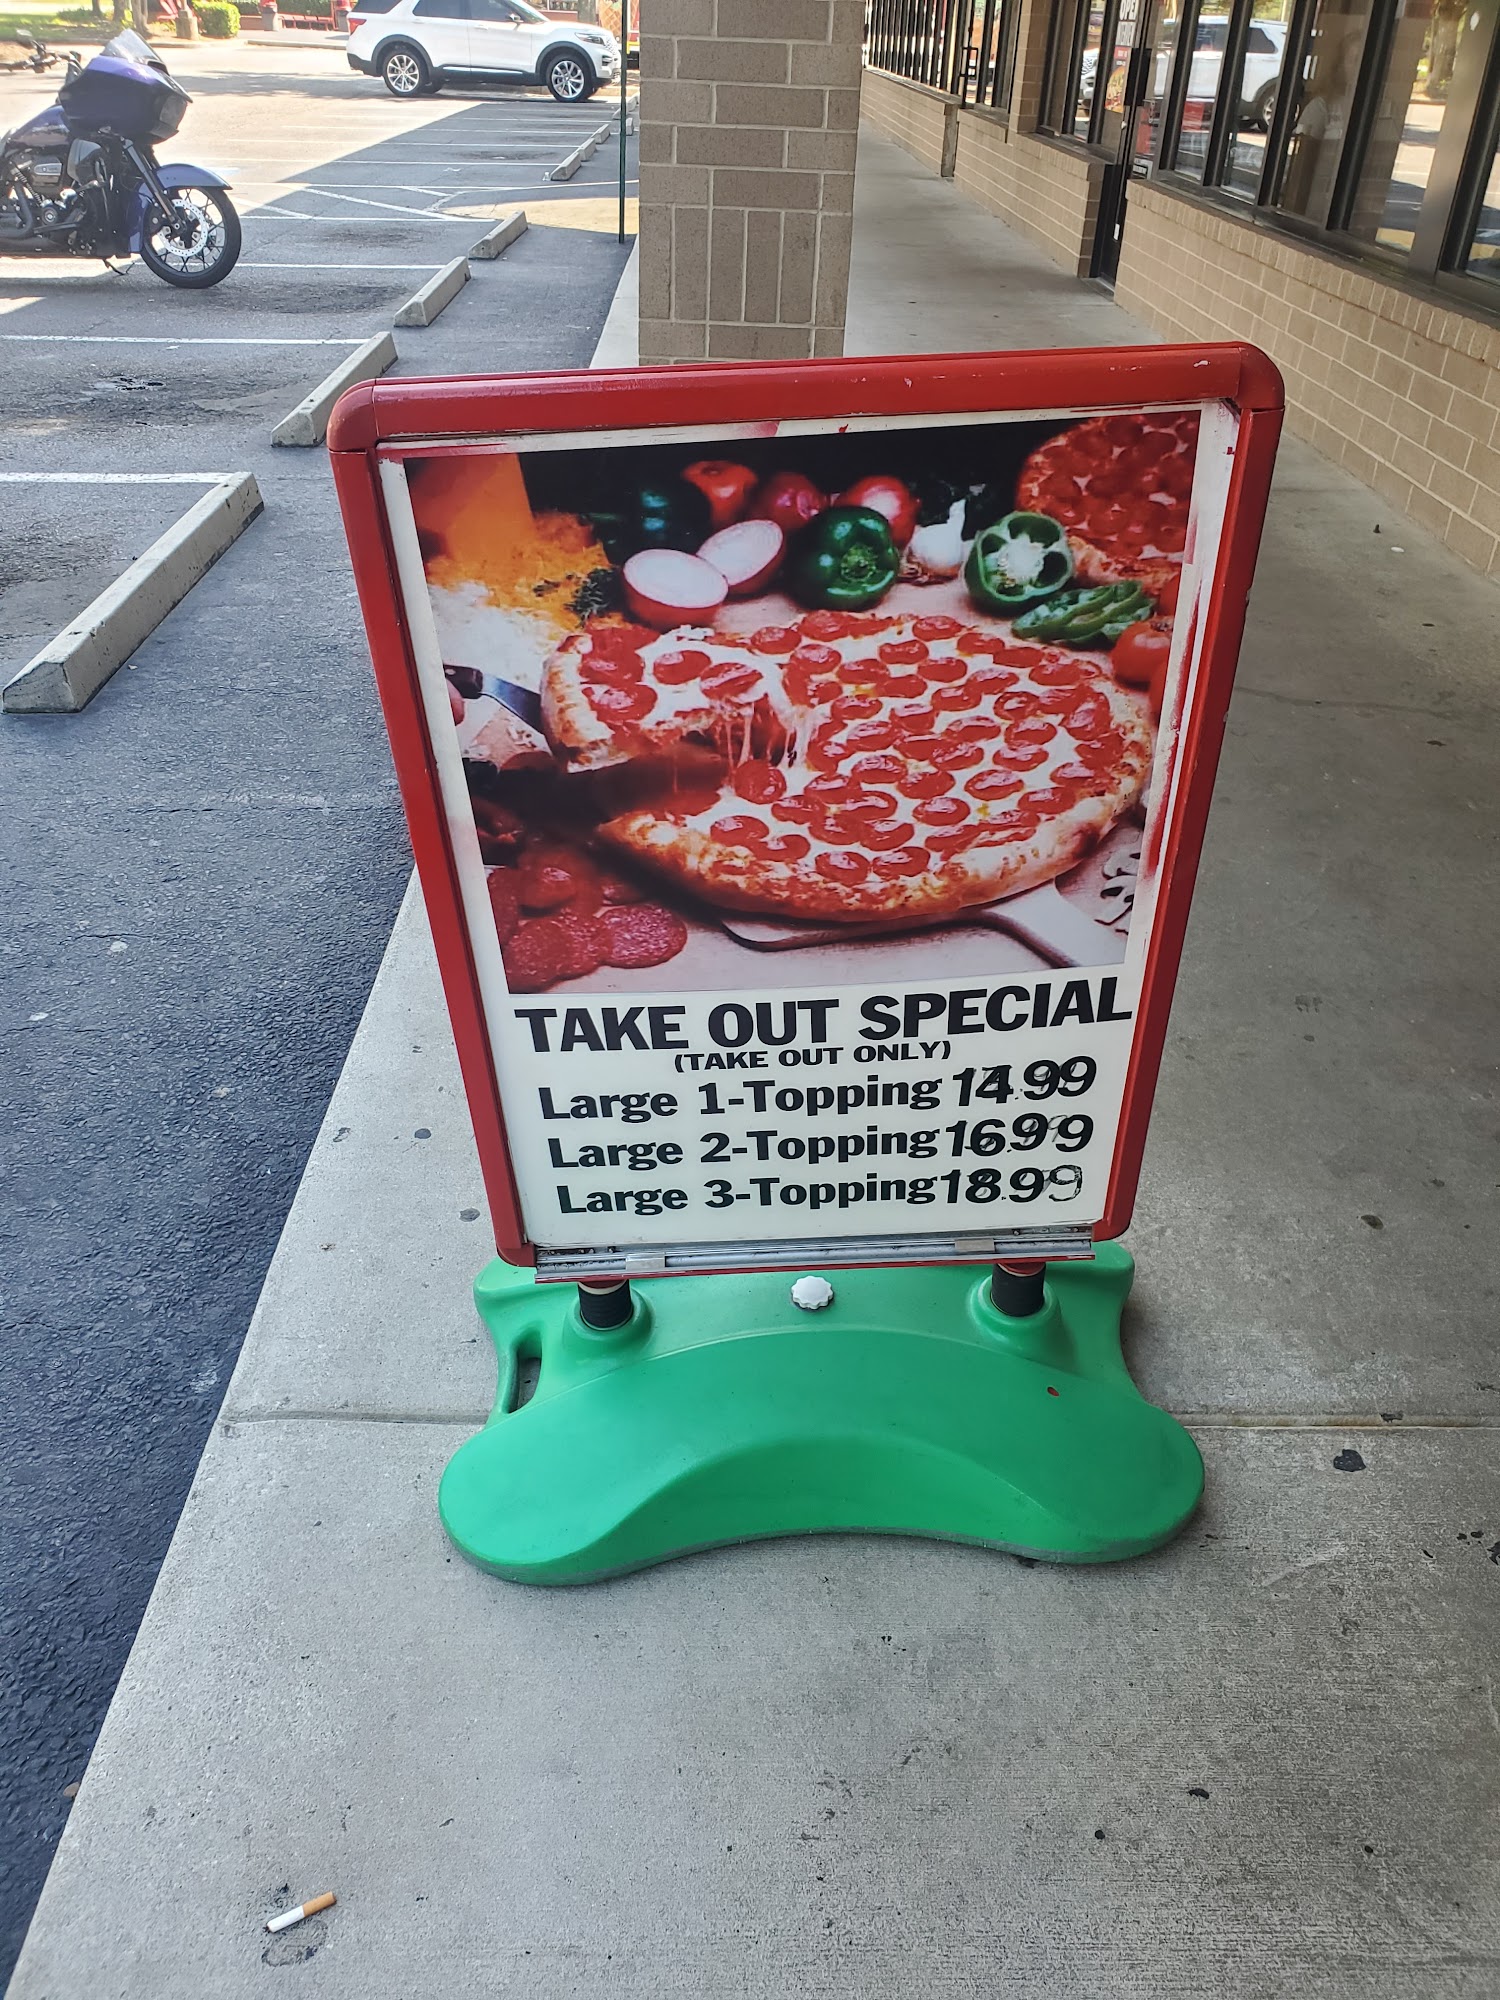 OPEN
TAKE OUT SPECIAL
(TAKE OUT ONLY)
Large 1-Topping 14.99
Large 2-Topping 16.99
Large 3-Topping 18.99